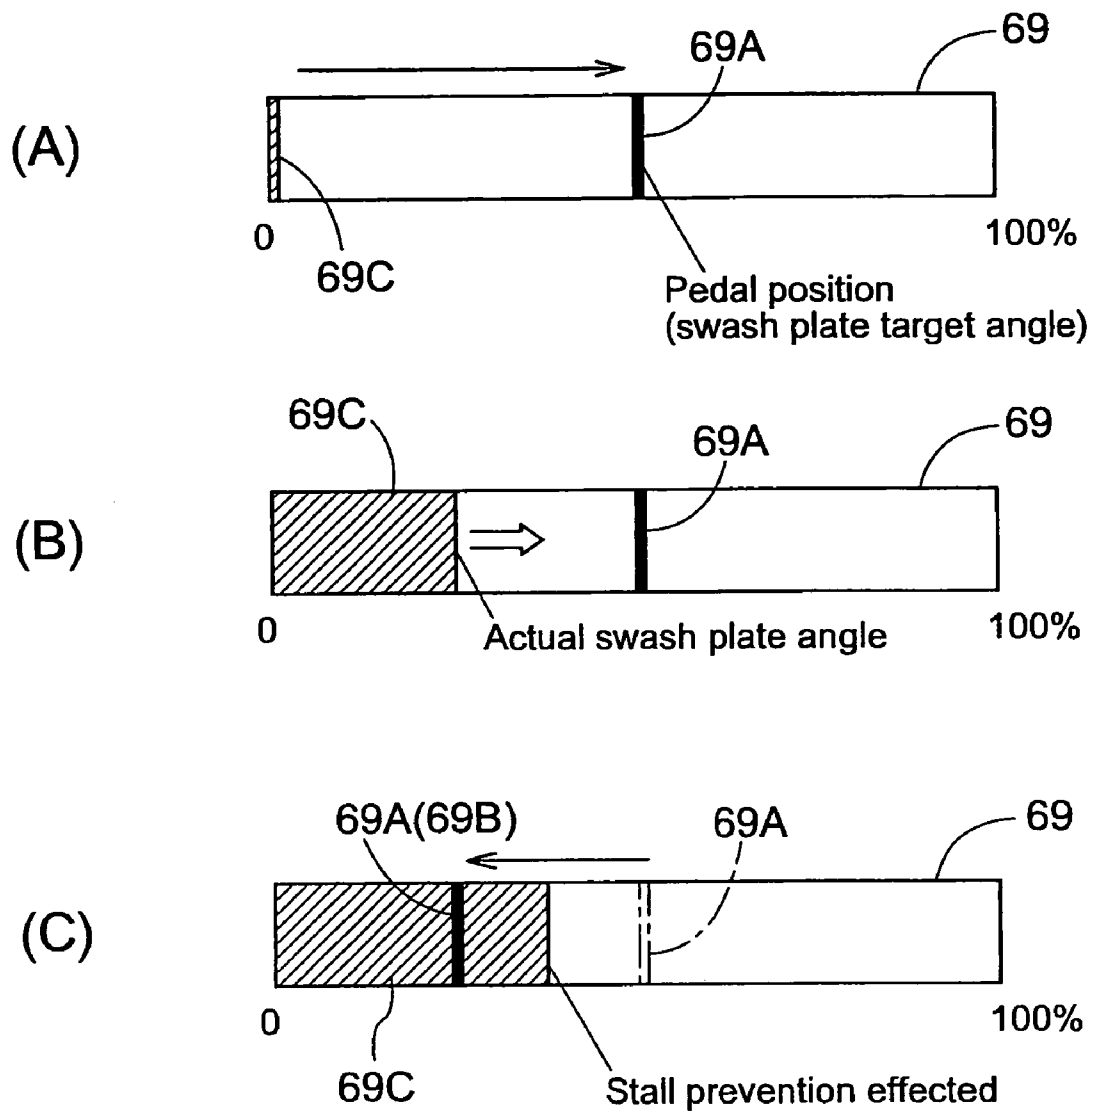 69
69A
(A)
0
100%
69C
Pedal position
(swash plate target angle)
69C
69
69A
(B)
0
100%
Actual swash plate angle
69A(69B)
69A
69
(C)
0
100%
69C
Stall prevention effected